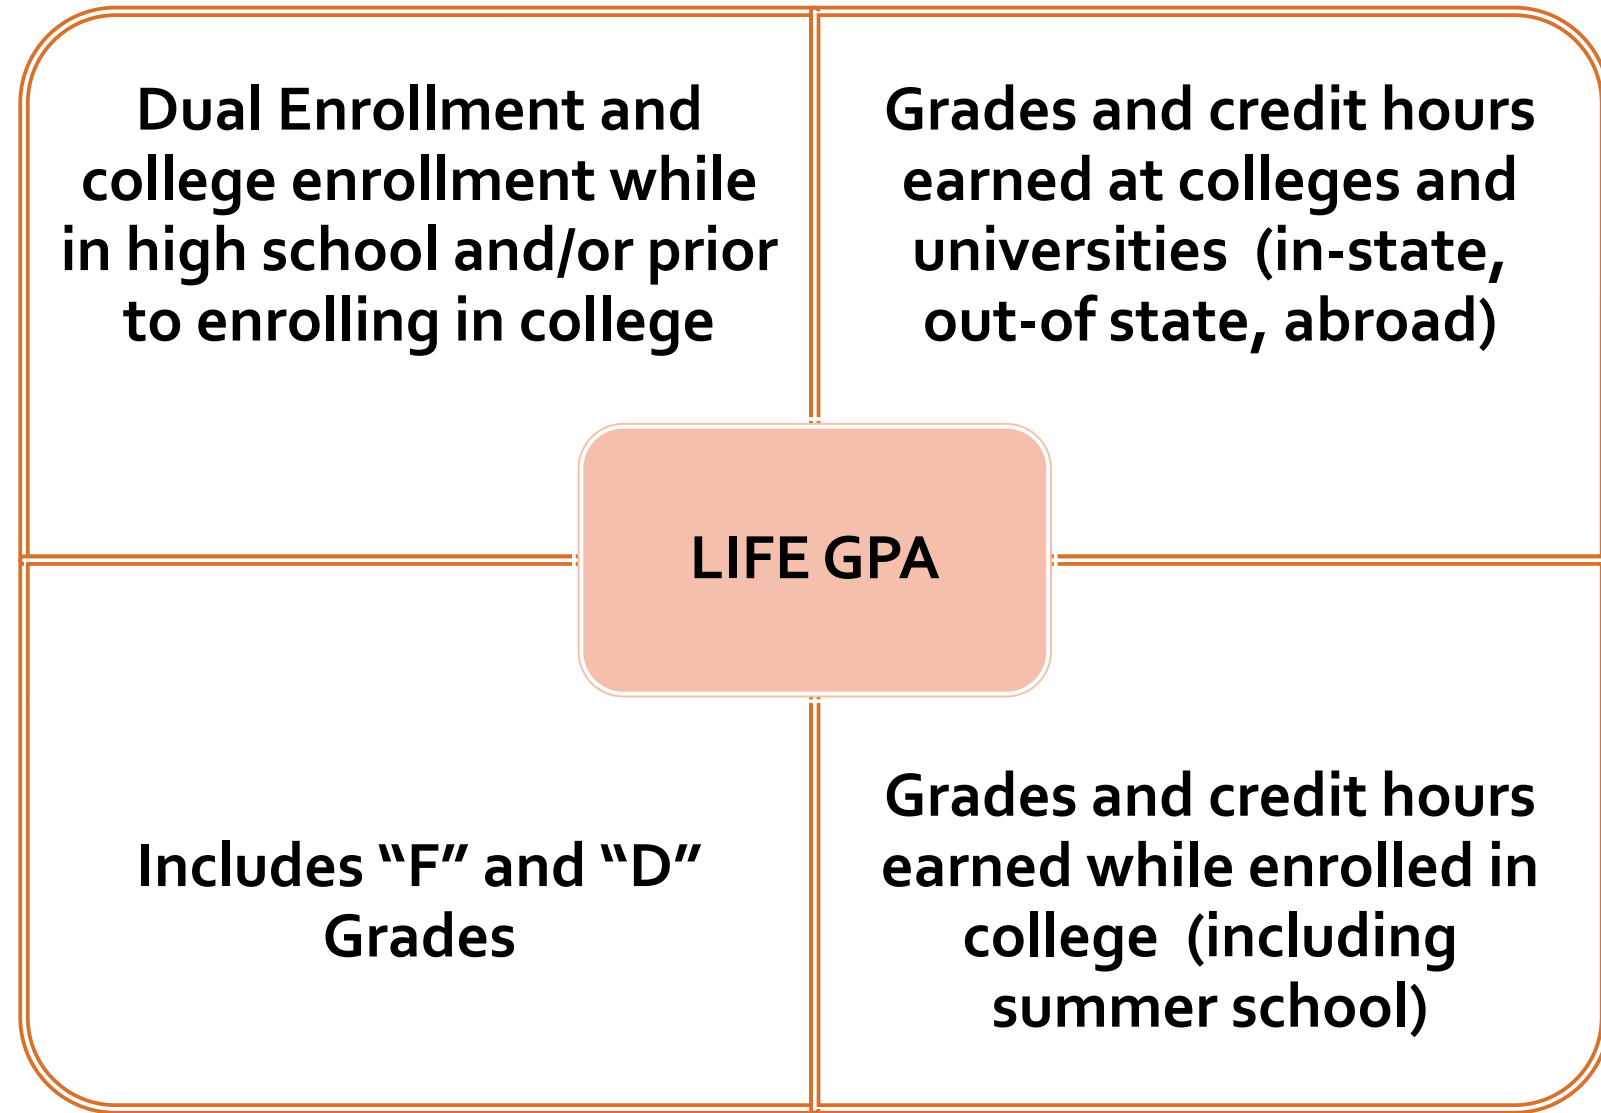 Dual Enrollment and
college enrollment while
in high school and/or prior
to enrolling in college
Grades and credit hours
earned at colleges and
universities  (in-state,
out-of state, abroad)
LIFE GPA
Includes “F” and “D”
Grades
Grades and credit hours
earned while enrolled in
college  (including
summer school)